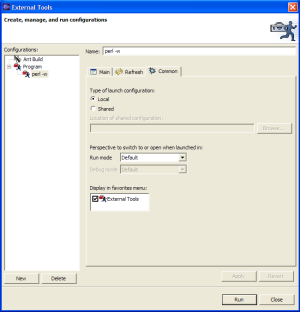 External Tools
Create, manage, and run configurations
Configurations:
Ant Build
Program
perl -w
Name: perl -w
Main Refresh Common
Type of launch configuration:
Local
Shared
Location of shared configuration:
Browse...
Perspective to switch to or open when launched in:
Run mode Default
Debug mode Default
Display in favorites menu:
External Tools
Apply Revert
New Delete
Run Close